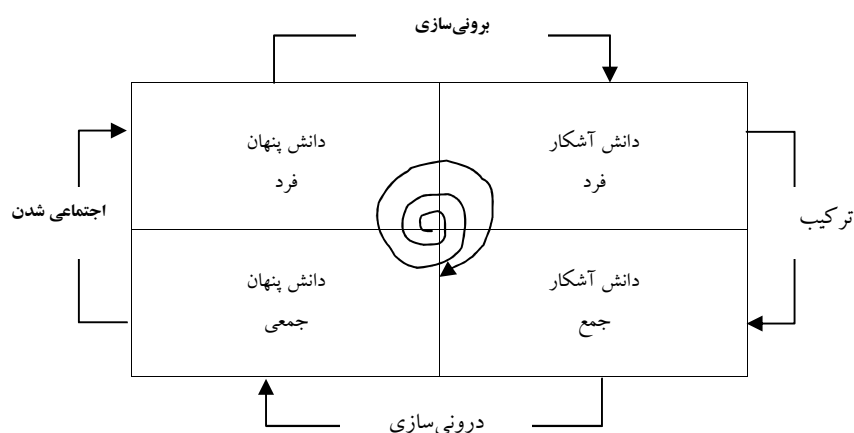 برونی‌سازی
دانش آشکار
فرد
دانش پنهان
فرد
ترکیب
اجتماعی شدن
دانش آشکار
جمع
دانش پنهان
جمعی
درونی‌سازی